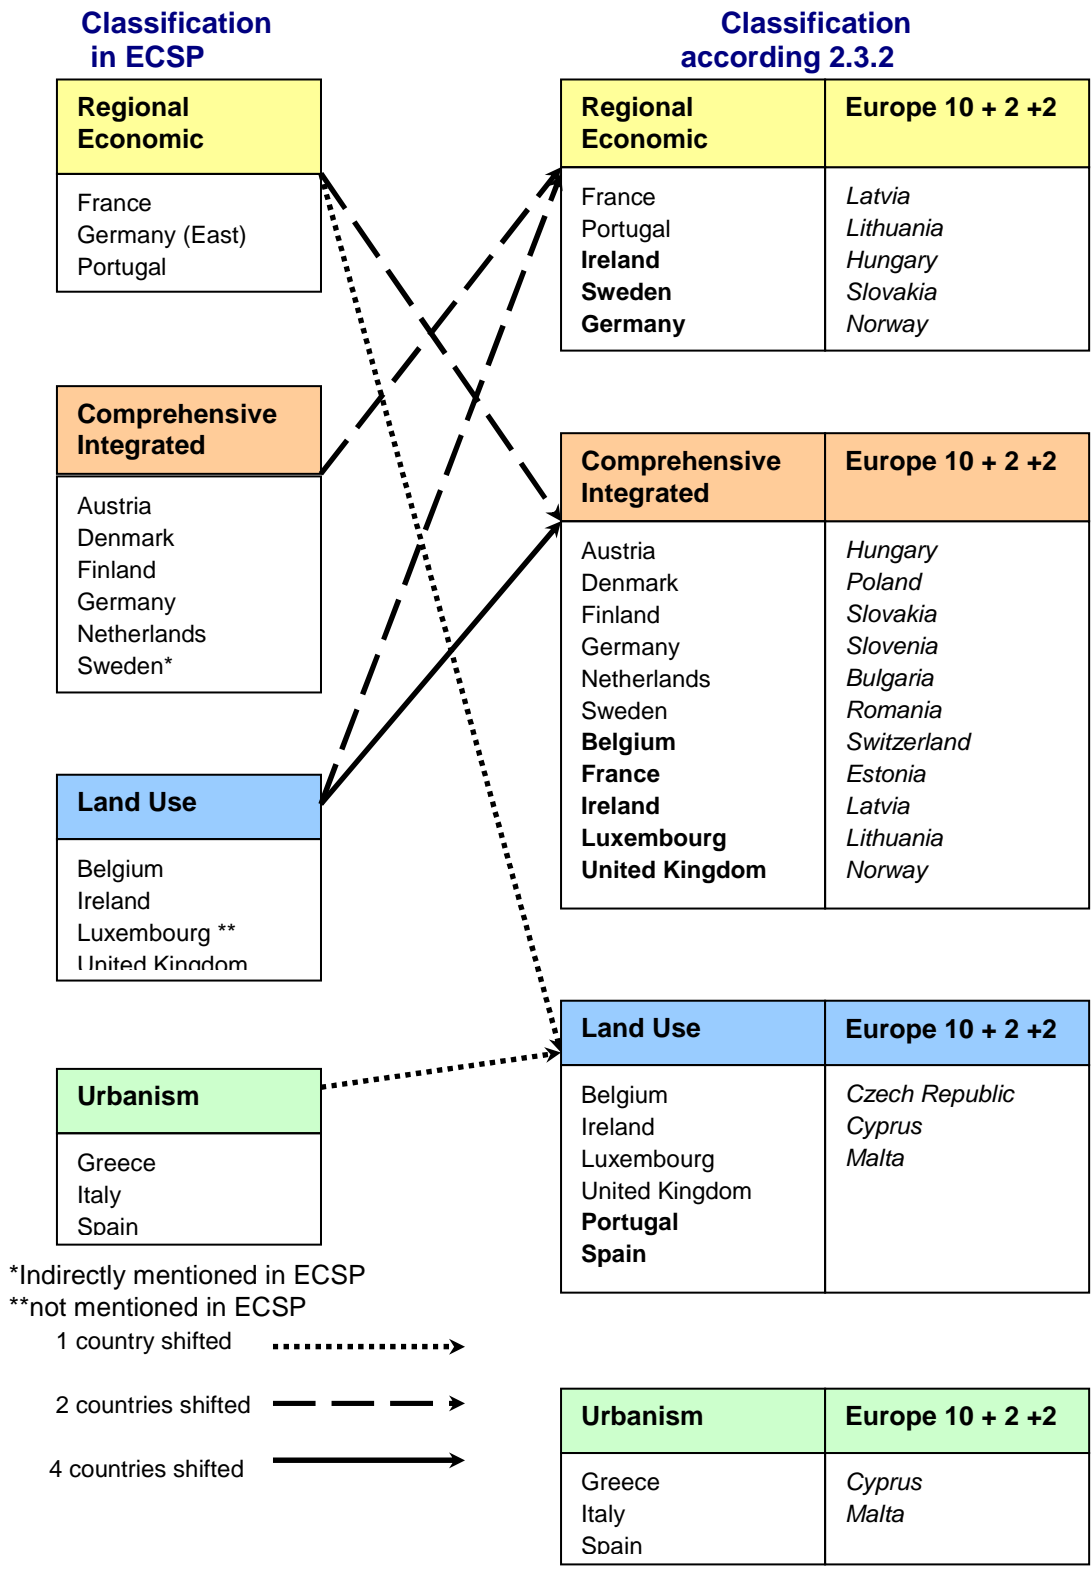 Classification
in ECSP
Regional
Economic
France
Germany (East)
Portugal
Comprehensive
Integrated
Austria
Denmark
Finland
Germany
Netherlands
Sweden*
Land Use
Belgium
Ireland
Luxembourg **
United Kingdom
Urbanism
Greece
Italy
Spain
*Indirectly mentioned in ECSP
**not mentioned in ECSP
1 country shifted
2 countries shifted
4 countries shifted
Classification
according 2.3.2
Regional
Economic
Europe 10 + 2 +2
France
Portugal
Ireland
Sweden
Germany
Latvia
Lithuania
Hungary
Slovakia
Norway
Comprehensive
Integrated
Europe 10 + 2 +2
Austria
Denmark
Finland
Germany
Netherlands
Sweden
Belgium
France
Ireland
Luxembourg
United Kingdom
Hungary
Poland
Slovakia
Slovenia
Bulgaria
Romania
Switzerland
Estonia
Latvia
Lithuania
Norway
Land Use
Europe 10 + 2 +2
Belgium
Ireland
Luxembourg
United Kingdom
Portugal
Spain
Czech Republic
Cyprus
Malta
Urbanism
Europe 10 + 2 +2
Greece
Italy
Spain
Cyprus
Malta